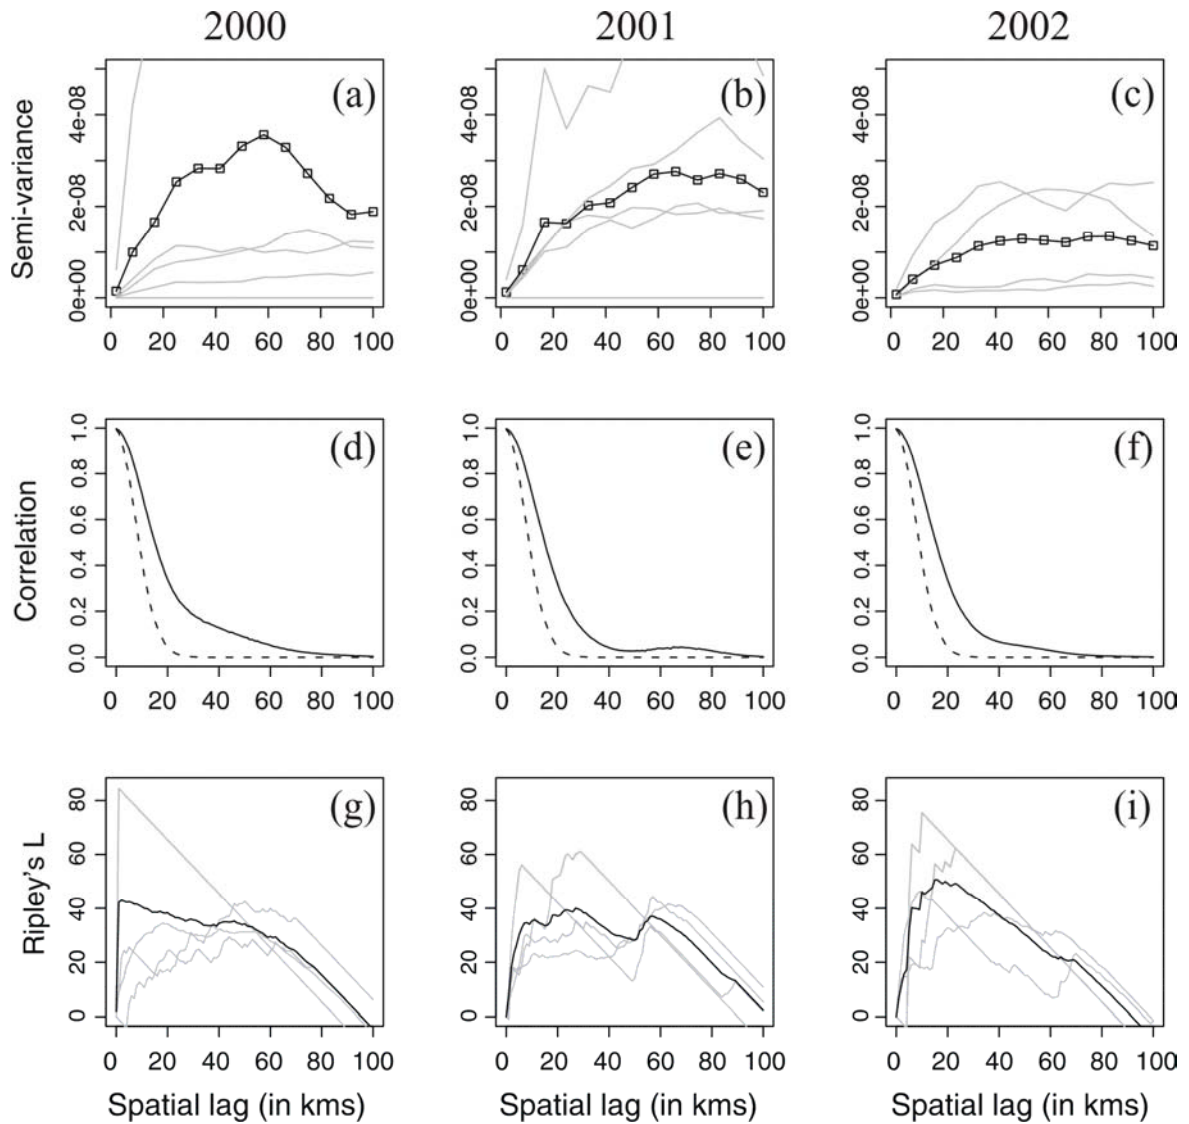 2000 2001 2002
Semi-variance
0e+00 2e-08 4e-08
(a)
0 20 40 60 80 100
0e+00 2e-08 4e-08
(b)
0 20 40 60 80 100
0e+00 2e-08 4e-08
(c)
0 20 40 60 80 100
Correlation
0.0 0.2 0.4 0.6 0.8 1.0
(d)
0 20 40 60 80 100
0.0 0.2 0.4 0.6 0.8 1.0
(e)
0 20 40 60 80 100
0.0 0.2 0.4 0.6 0.8 1.0
(f)
0 20 40 60 80 100
Ripley's L
0 20 40 60 80
(g)
0 20 40 60 80 100
Spatial lag (in kms)
0 20 40 60 80
(h)
0 20 40 60 80 100
Spatial lag (in kms)
0 20 40 60 80
(i)
0 20 40 60 80 100
Spatial lag (in kms)